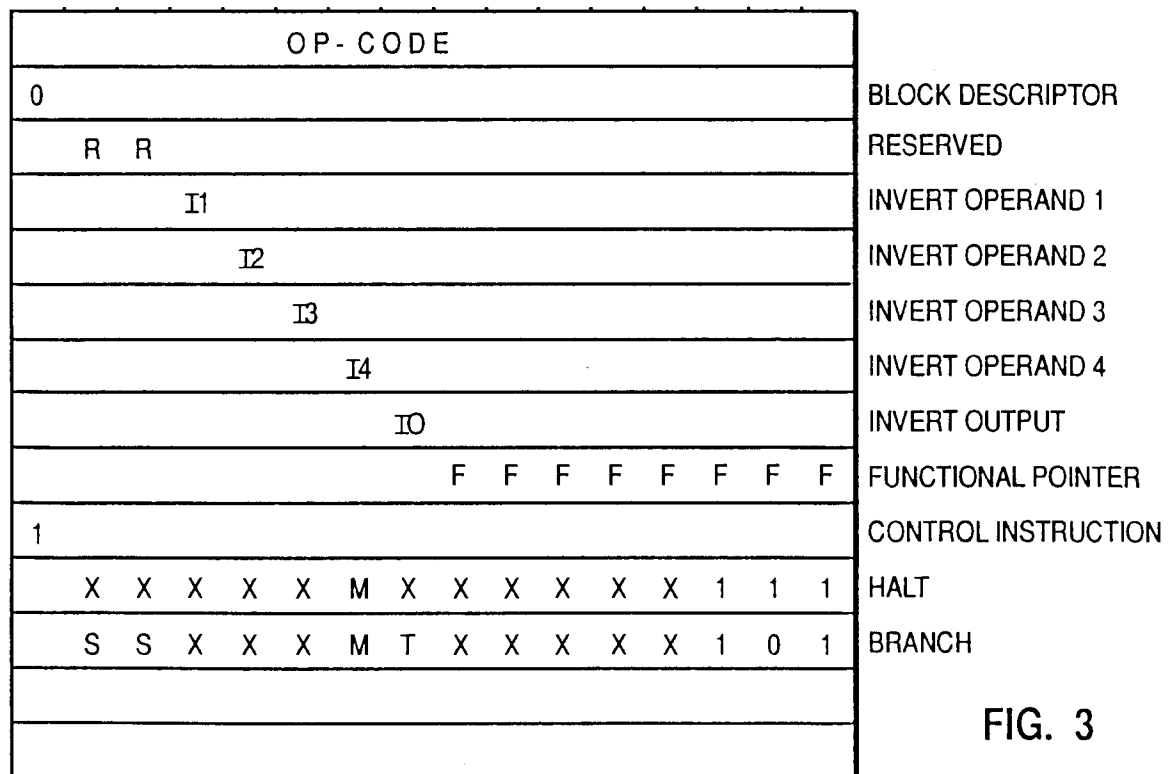 OP-CODE
0 BLOCK DESCRIPTOR
R R RESERVED
I1 INVERT OPERAND 1
I2 INVERT OPERAND 2
I3 INVERT OPERAND 3
I4 INVERT OPERAND 4
IO INVERT OUTPUT
F F F F F F F F FUNCTIONAL POINTER
1 CONTROL INSTRUCTION
X X X X X M X X X X X X 1 1 1 HALT
S S X X X M T X X X X X 1 0 1 BRANCH
FIG. 3